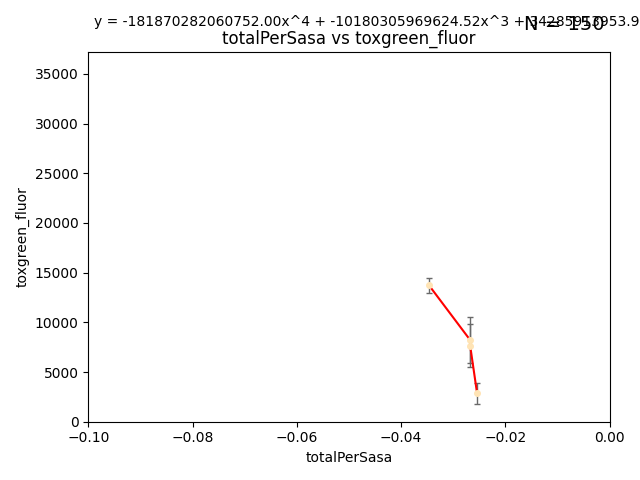 y = -181870282060752.00x^4 + -10180305969624.52x^3 +
N = 150
totalPerSasa vs toxgreen_fluor
35000
30000
25000
20000
15000
10000
5000
0
toxgreen_fluor
−0.10
−0.08
−0.06
−0.04
−0.02
0.00
totalPerSasa